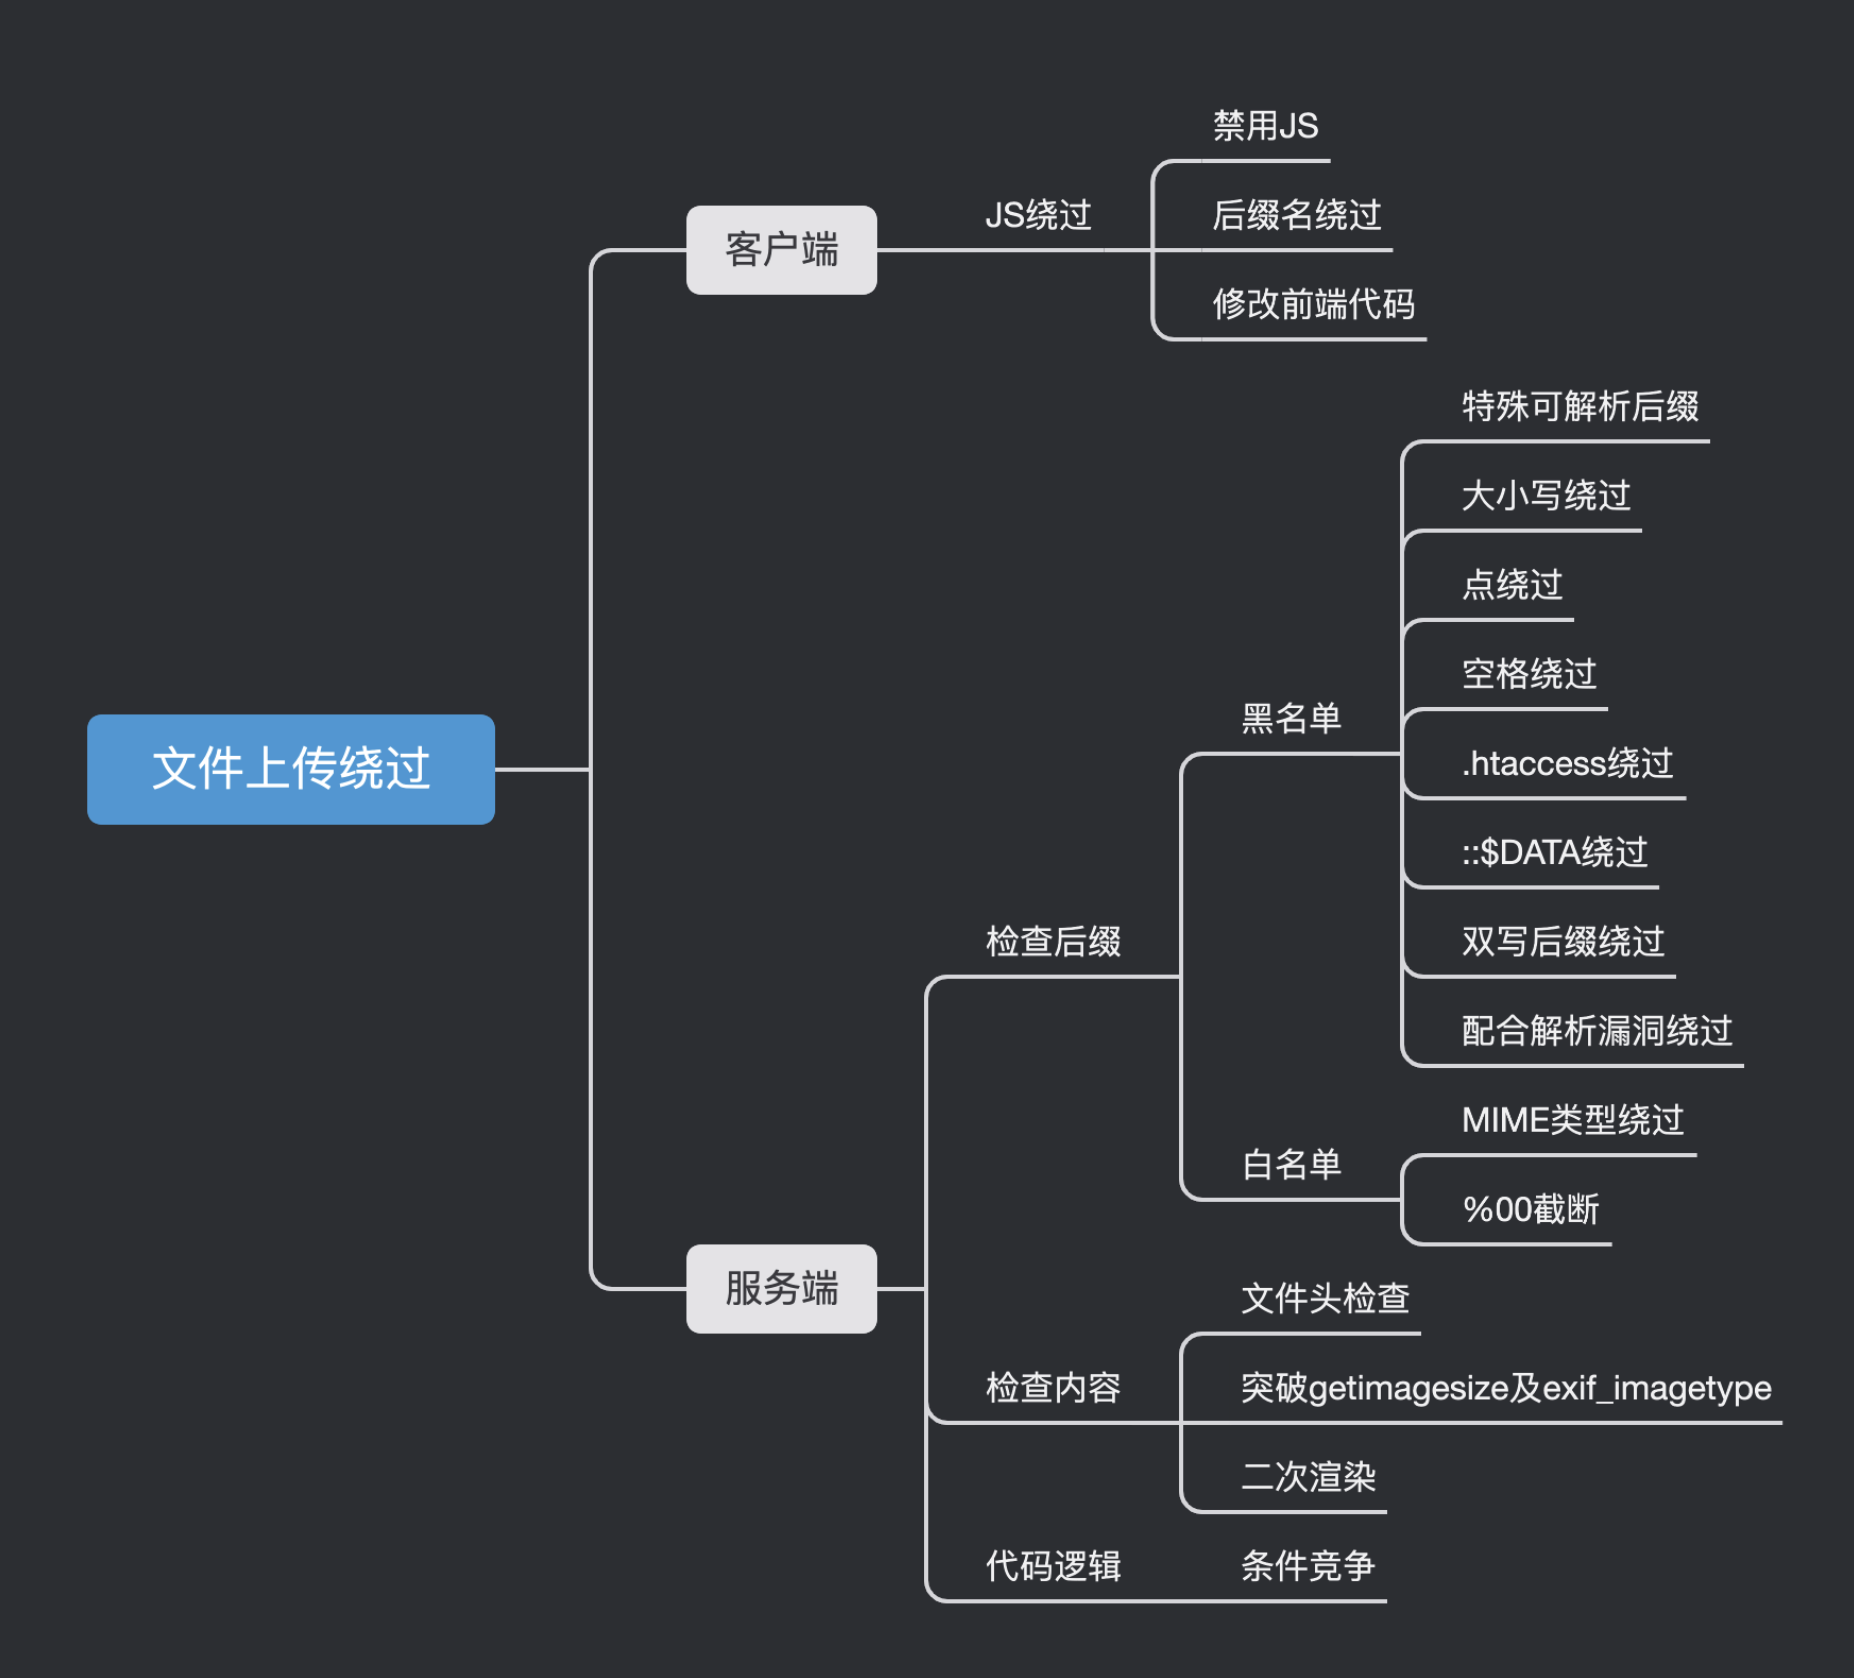 禁用JS
JS绕过
后缀名绕过
客户端
修改前端代码
特殊可解析后缀
大小写绕过
点绕过
空格绕过
黑名单
.htaccess绕过
文件上传绕过
::$DATA绕过
检查后缀
双写后缀绕过
配合解析漏洞绕过
MIME类型绕过
白名单
%00截断
服务端
文件头检查
检查内容
突破getimagesize及exif_imagetype
二次渲染
代码逻辑
条件竞争